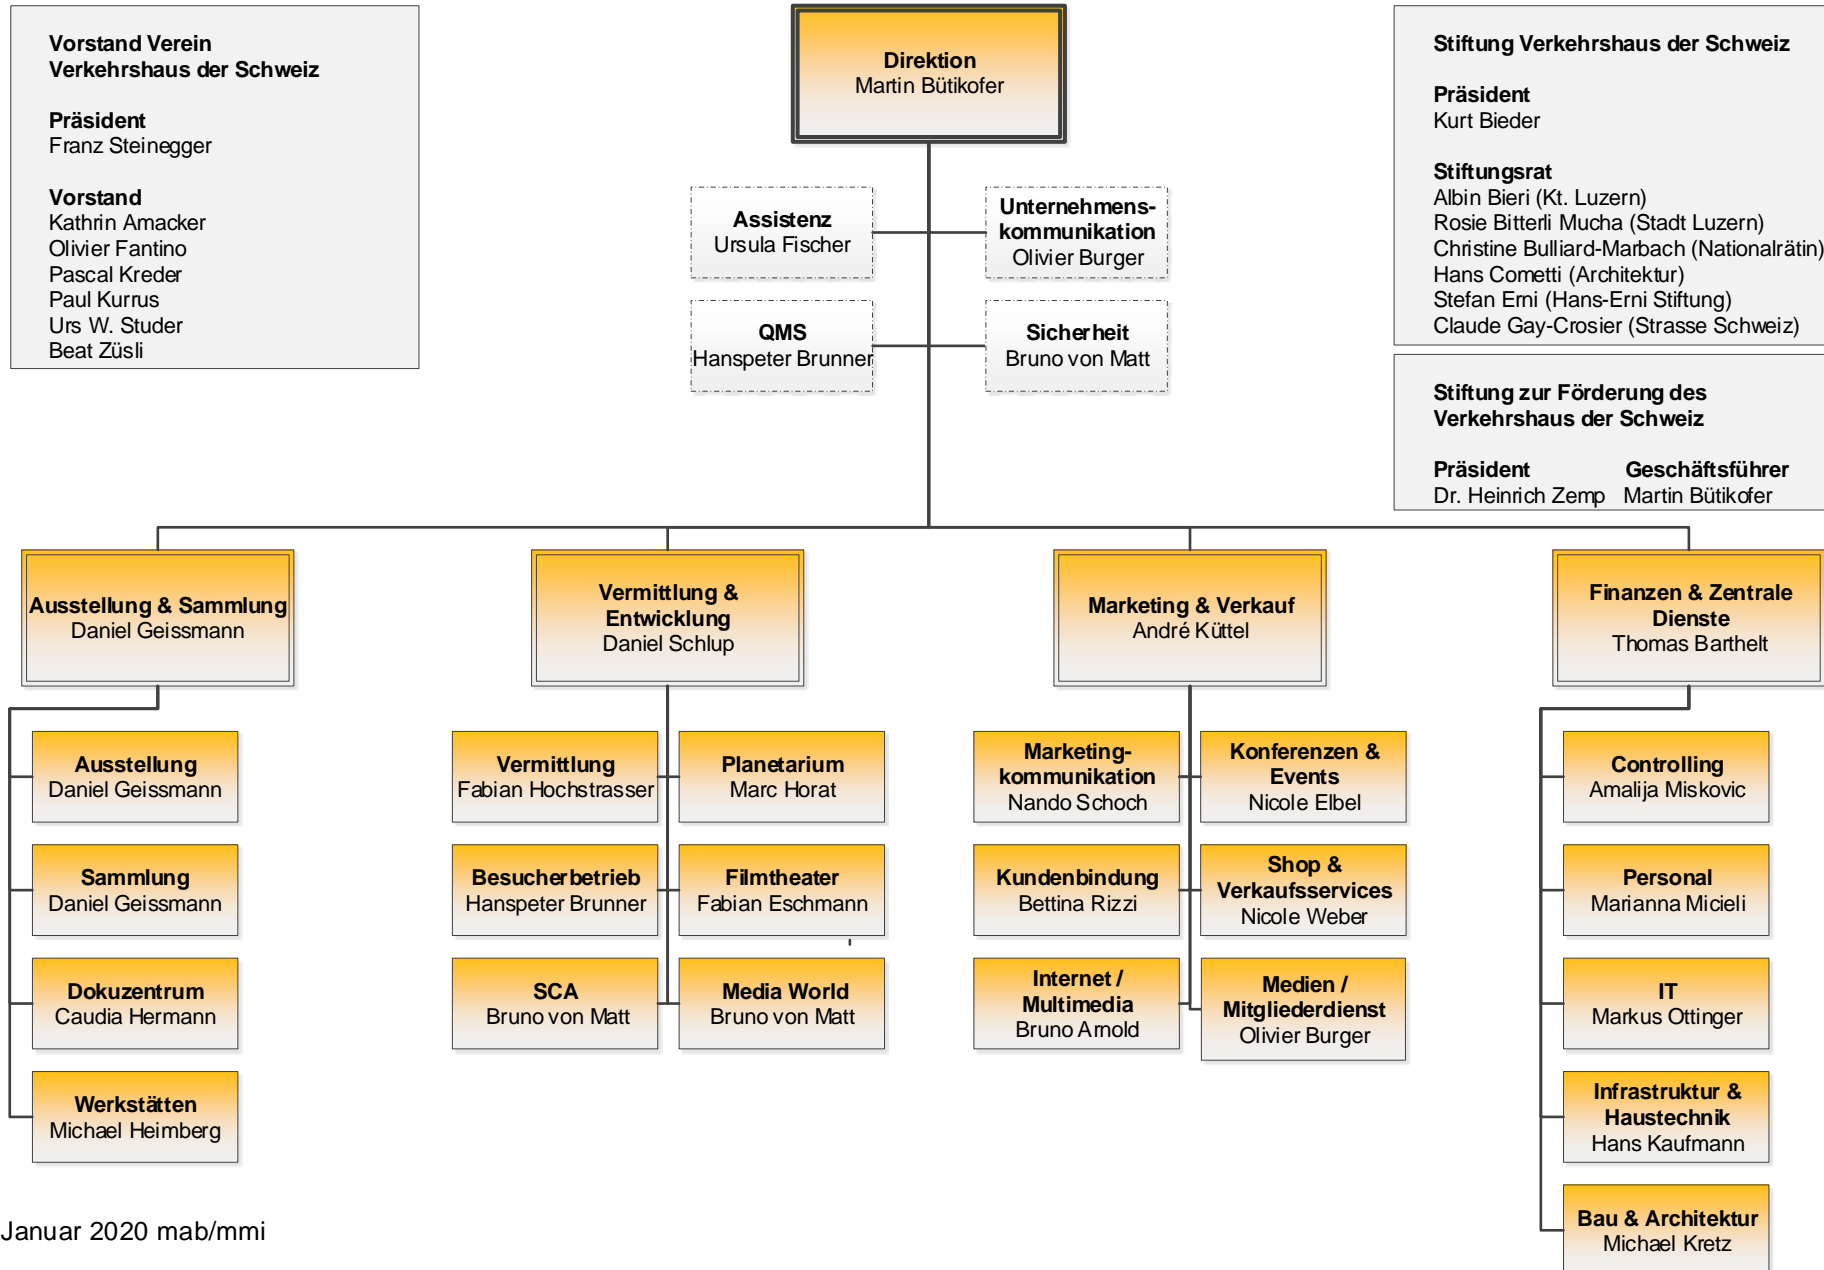 Vorstand Verein
Verkehrshaus der Schweiz
Präsident
Franz Steinegger
Vorstand
Kathrin Amacker
Olivier Fantino
Pascal Kreder
Paul Kurrus
Urs W. Studer
Beat Züsli
Direktion
Martin Bütikofer
Stiftung Verkehrshaus der Schweiz
Präsident
Kurt Bieder
Stiftungsrat
Albin Bieri (Kt. Luzern)
Rosie Bitterli Mucha (Stadt Luzern)
Christine Bulliard-Marbach (Nationalrätin)
Hans Cometti (Architektur)
Stefan Erni (Hans-Erni Stiftung)
Claude Gay-Crosier (Strasse Schweiz)
Assistenz
Ursula Fischer
Unternehmens-
kommunikation
Olivier Burger
QMS
Hanspeter Brunner
Sicherheit
Bruno von Matt
Stiftung zur Förderung des
Verkehrshaus der Schweiz
Präsident Geschäftsführer
Dr. Heinrich Zemp Martin Bütikofer
Ausstellung & Sammlung
Daniel Geissmann
Vermittlung &
Entwicklung
Daniel Schlup
Marketing & Verkauf
André Küttel
Finanzen & Zentrale
Dienste
Thomas Barthelt
Ausstellung
Daniel Geissmann
Sammlung
Daniel Geissmann
Dokuzentrum
Caudia Hermann
Werkstätten
Michael Heimberg
Vermittlung
Fabian Hochstrasser
Planetarium
Marc Horat
Besucherbetrieb
Hanspeter Brunner
Filmtheater
Fabian Eschmann
SCA
Bruno von Matt
Media World
Bruno von Matt
Marketing-
kommunikation
Nando Schoch
Konferenzen &
Events
Nicole Elbel
Kundenbindung
Bettina Rizzi
Shop &
Verkaufsservices
Nicole Weber
Internet /
Multimedia
Bruno Arnold
Medien /
Mitgliederdienst
Olivier Burger
Controlling
Amalija Miskovic
Personal
Marianna Micieli
IT
Markus Ottinger
Infrastruktur &
Haustechnik
Hans Kaufmann
Bau & Architektur
Michael Kretz
Januar 2020 mab/mmi